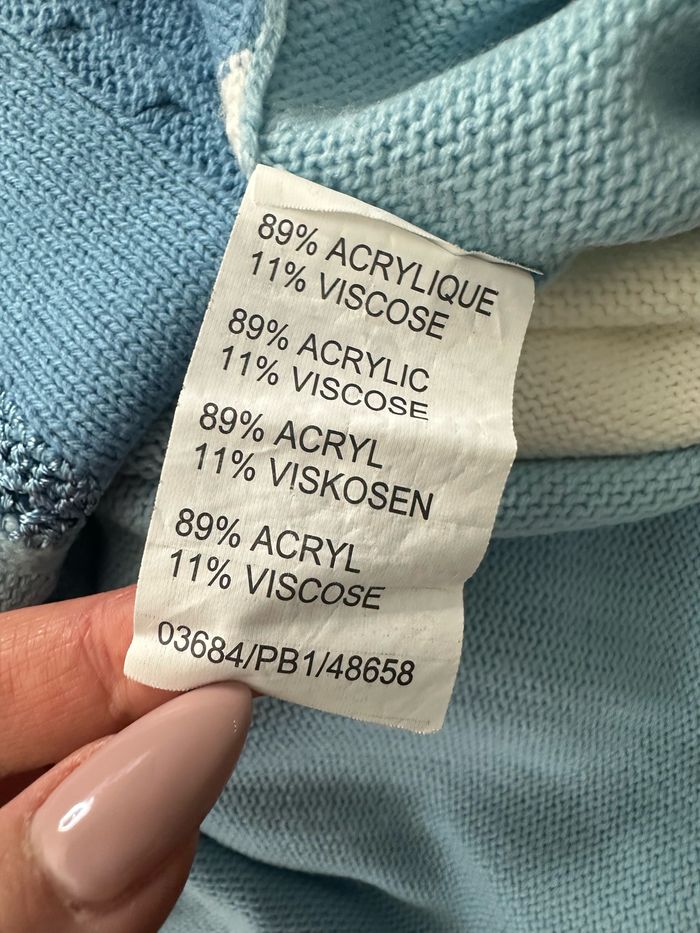 89% ACRYLIQUE
11% VISCOSE
89% ACRYLIC
11% VISCOSE
89% ACRYL
11% VISKOSEN
89% ACRYL
11% VISCOSE
03684/PB1/48658